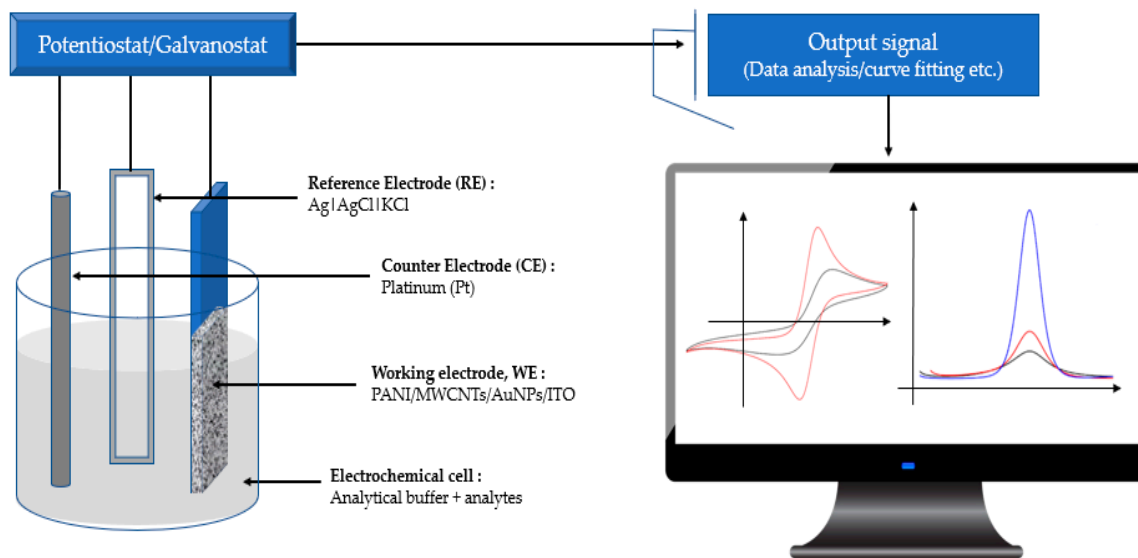 Potentiostat/Galvanostat
Output signal
(Data analysis/curve fitting etc.)
Reference Electrode (RE) :
Ag|AgCl|KCl
Counter Electrode (CE) :
Platinum (Pt)
Working electrode, WE :
PANI/MWCNTs/AuNPs/ITO
Electrochemical cell :
Analytical buffer + analytes